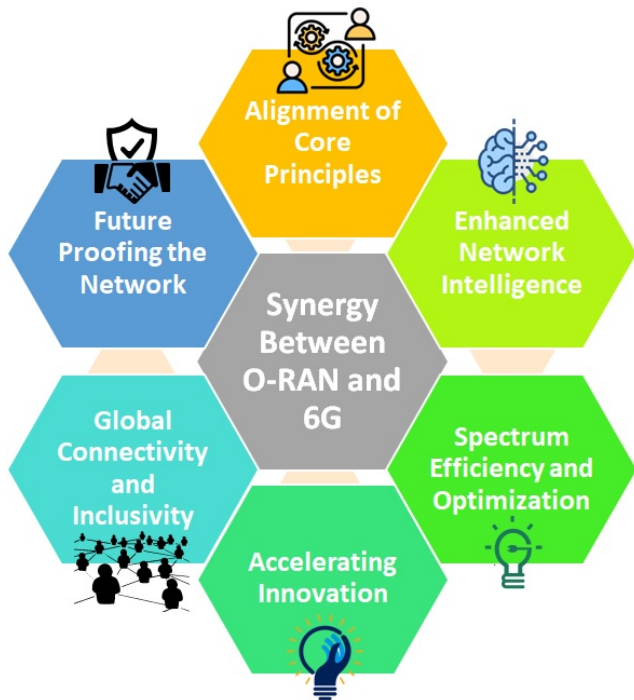 Alignment of
Core
Principles
Future
Proofing the
Network
Enhanced
Network
Intelligence
Synergy
Between
O-RAN and
6G
Global
Connectivity
and
Inclusivity
Spectrum
Efficiency and
Optimization
Accelerating
Innovation